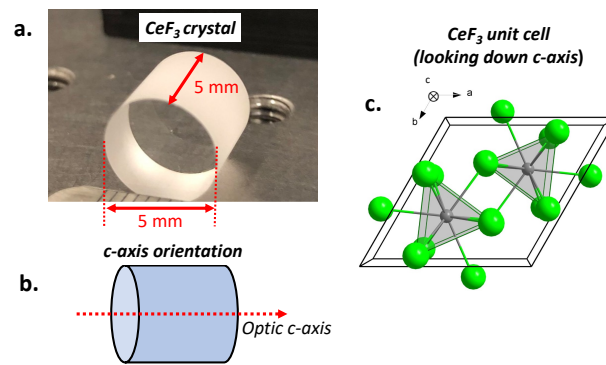 a.
CeF₃ crystal
5 mm
5 mm
b.
c-axis orientation
Optic c-axis
CeF₃ unit cell
(looking down c-axis)
c.
c
a
b